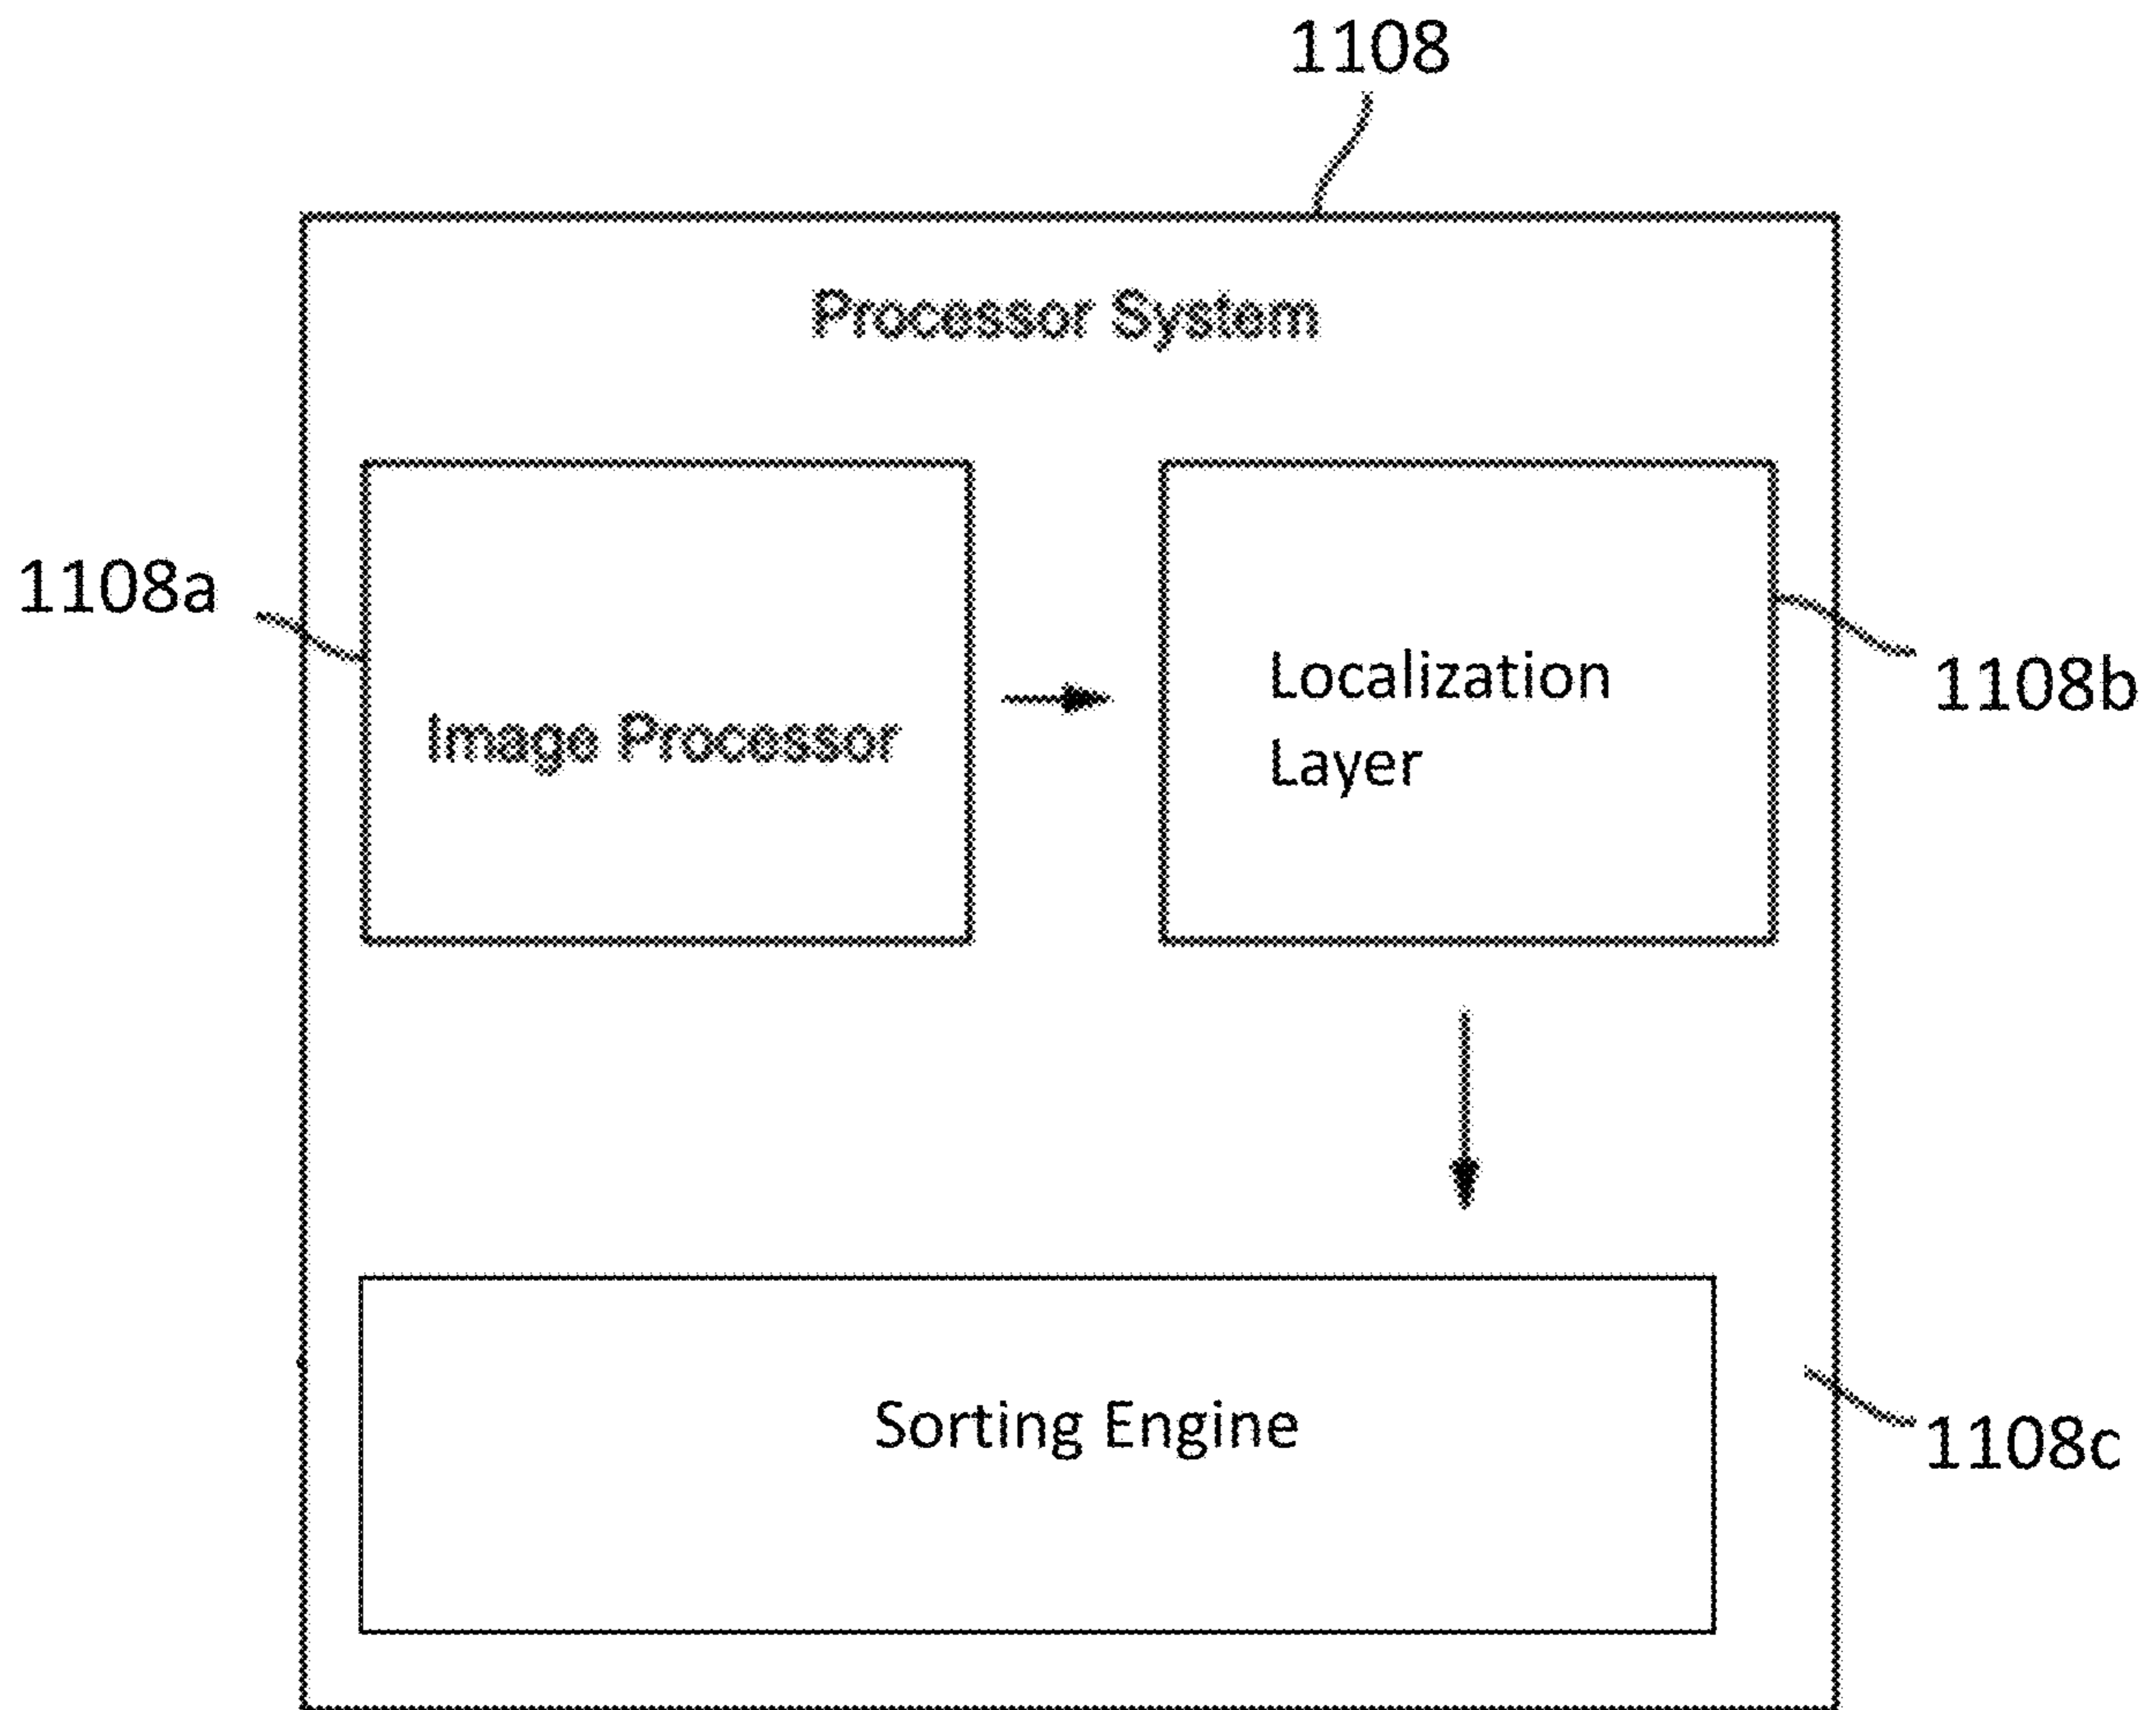 1108
Processor System
1108a
Image Processor
Localization
Layer
1108b
Sorting Engine
1108c